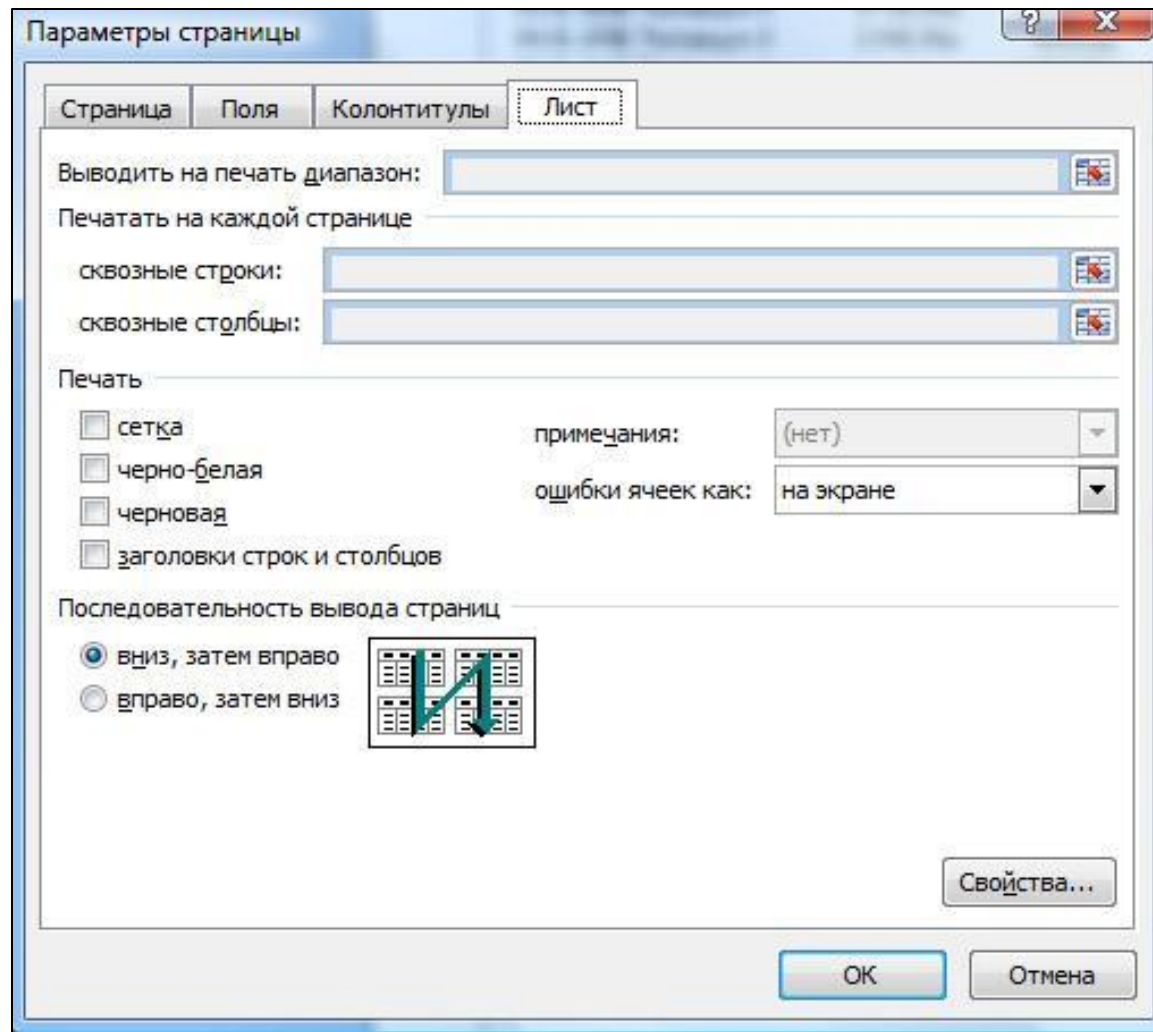 Параметры страницы
Страница Поля Колонтитулы Лист
Выводить на печать диапазон:
Печатать на каждой странице
сквозные строки:
сквозные столбцы:
Печать
сетка
черно-белая
черновая
заголовки строк и столбцов
примечания: (нет)
ошибки ячеек как: на экране
Последовательность вывода страниц
вниз, затем вправо
вправо, затем вниз
Свойства...
ОК Отмена